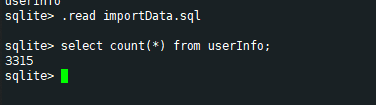 userinfo
sqlite> .read importData.sql
sqlite> select count(*) from userInfo;
3315
sqlite>